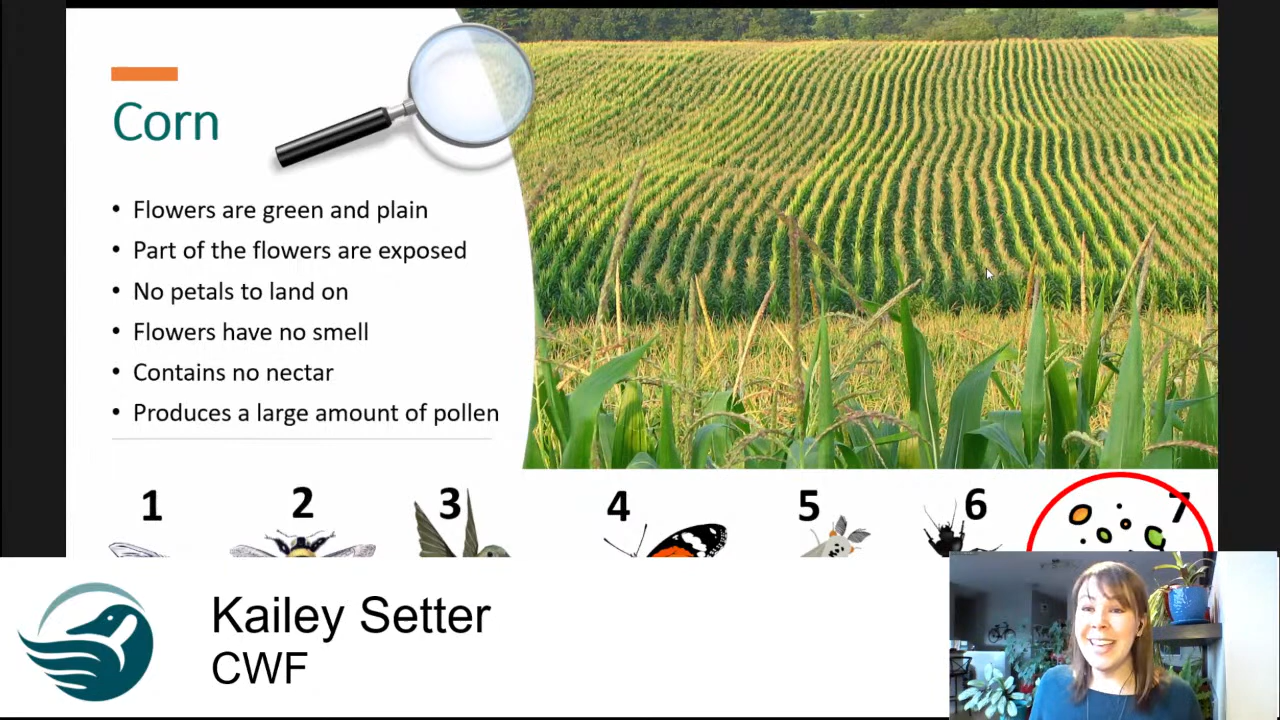 Corn
• Flowers are green and plain
• Part of the flowers are exposed
• No petals to land on
• Flowers have no smell
• Contains no nectar
• Produces a large amount of pollen
1 2 3 4 5 6 7
Kailey Setter
CWF